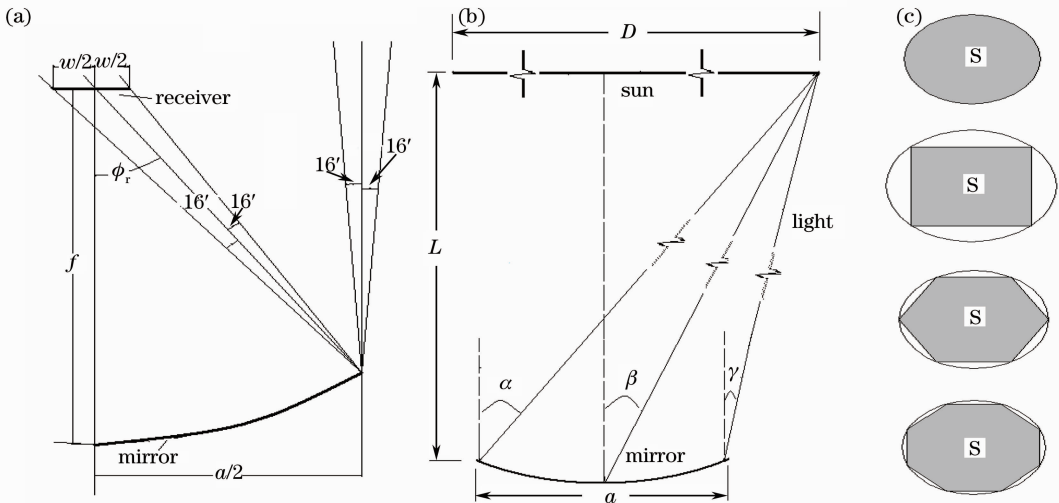 (a)
w/2
w/2
receiver
ϕr
16′
16′
16′
16′
f
mirror
a/2
(b)
D
sun
L
light
α
β
γ
mirror
a
(c)
S
S
S
S